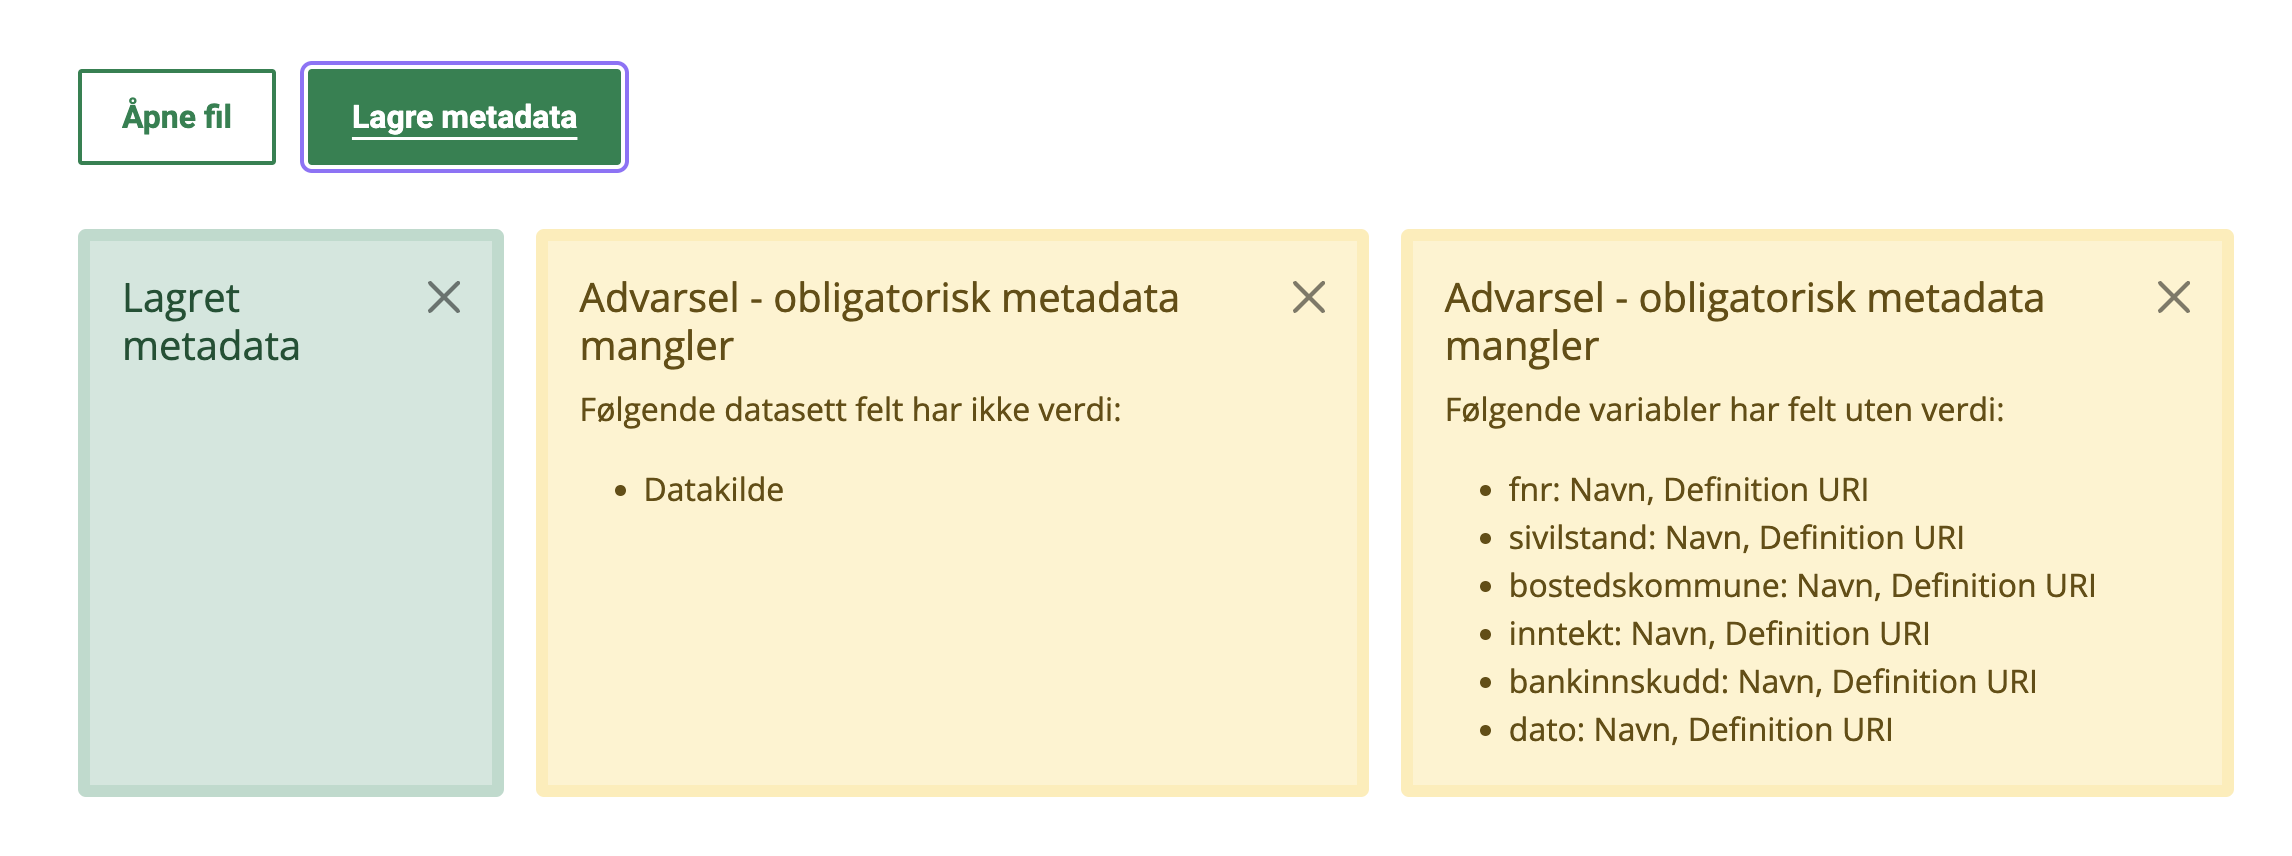 Åpne fil
Lagre metadata
Lagret
metadata
Advarsel - obligatorisk metadata
mangler
Følgende datasett felt har ikke verdi:
• Datakilde
Advarsel - obligatorisk metadata
mangler
Følgende variabler har felt uten verdi:
• fnr: Navn, Definition URI
• sivilstand: Navn, Definition URI
• bostedskommune: Navn, Definition URI
• inntekt: Navn, Definition URI
• bankinnskudd: Navn, Definition URI
• dato: Navn, Definition URI